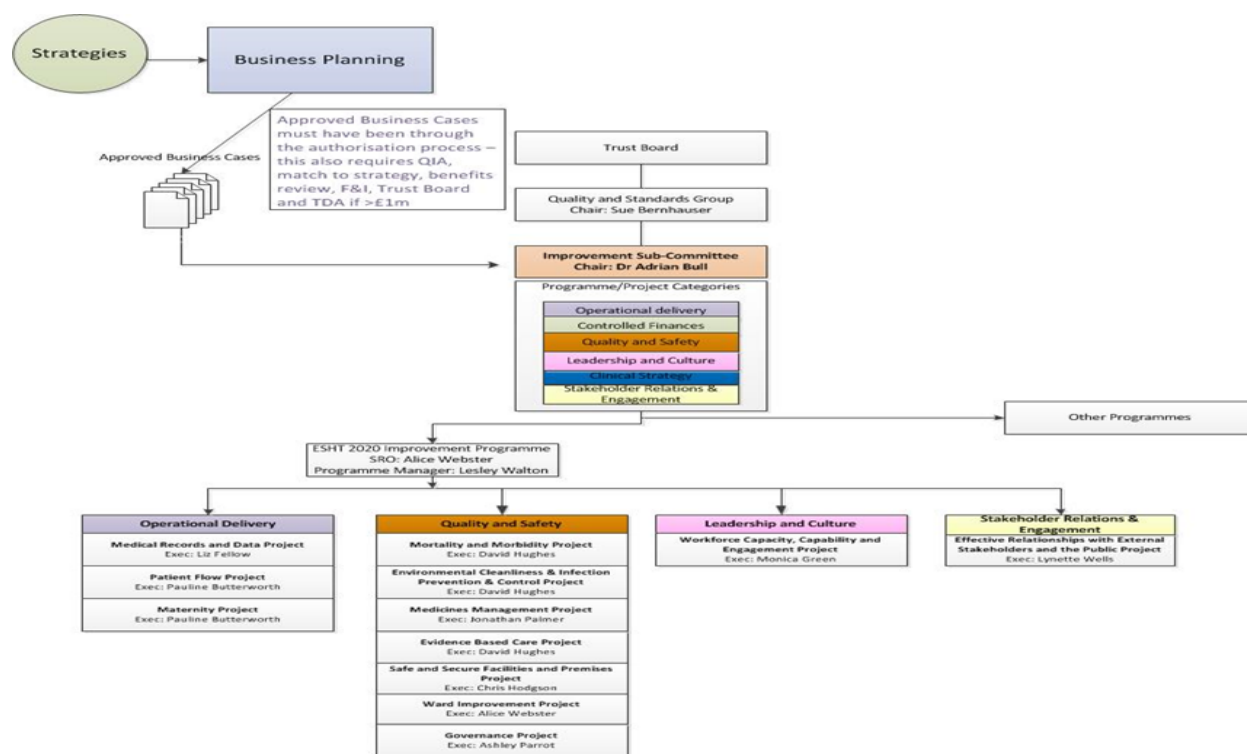 Strategies
Business Planning
Approved Business Cases
must have been through
the authorisation process –
this also requires QIA,
match to strategy, benefits
review, F&I, Trust Board
and TDA if >£1m
Approved Business Cases
Trust Board
Quality and Standards Group
Chair: Sue Bernhauser
Improvement Sub-Committee
Chair: Dr Adrian Bull
Programme/Project Categories
Operational delivery
Controlled Finances
Quality and Safety
Leadership and Culture
Clinical Strategy
Stakeholder Relations &
Engagement
Other Programmes
ESHT 2020 Improvement Programme
SRO: Alice Webster
Programme Manager: Lesley Walton
Operational Delivery
Medical Records and Data Project
Exec: Liz Fellow
Patient Flow Project
Exec: Pauline Butterworth
Maternity Project
Exec: Pauline Butterworth
Quality and Safety
Mortality and Morbidity Project
Exec: David Hughes
Environmental Cleanliness & Infection
Prevention & Control Project
Exec: David Hughes
Medicines Management Project
Exec: Jonathan Palmer
Evidence Based Care Project
Exec: David Hughes
Safe and Secure Facilities and Premises
Project
Exec: Chris Hodgson
Ward Improvement Project
Exec: Alice Webster
Governance Project
Exec: Ashley Parrot
Leadership and Culture
Workforce Capacity, Capability and
Engagement Project
Exec: Monica Green
Stakeholder Relations &
Engagement
Effective Relationships with External
Stakeholders and the Public Project
Exec: Lynette Wells